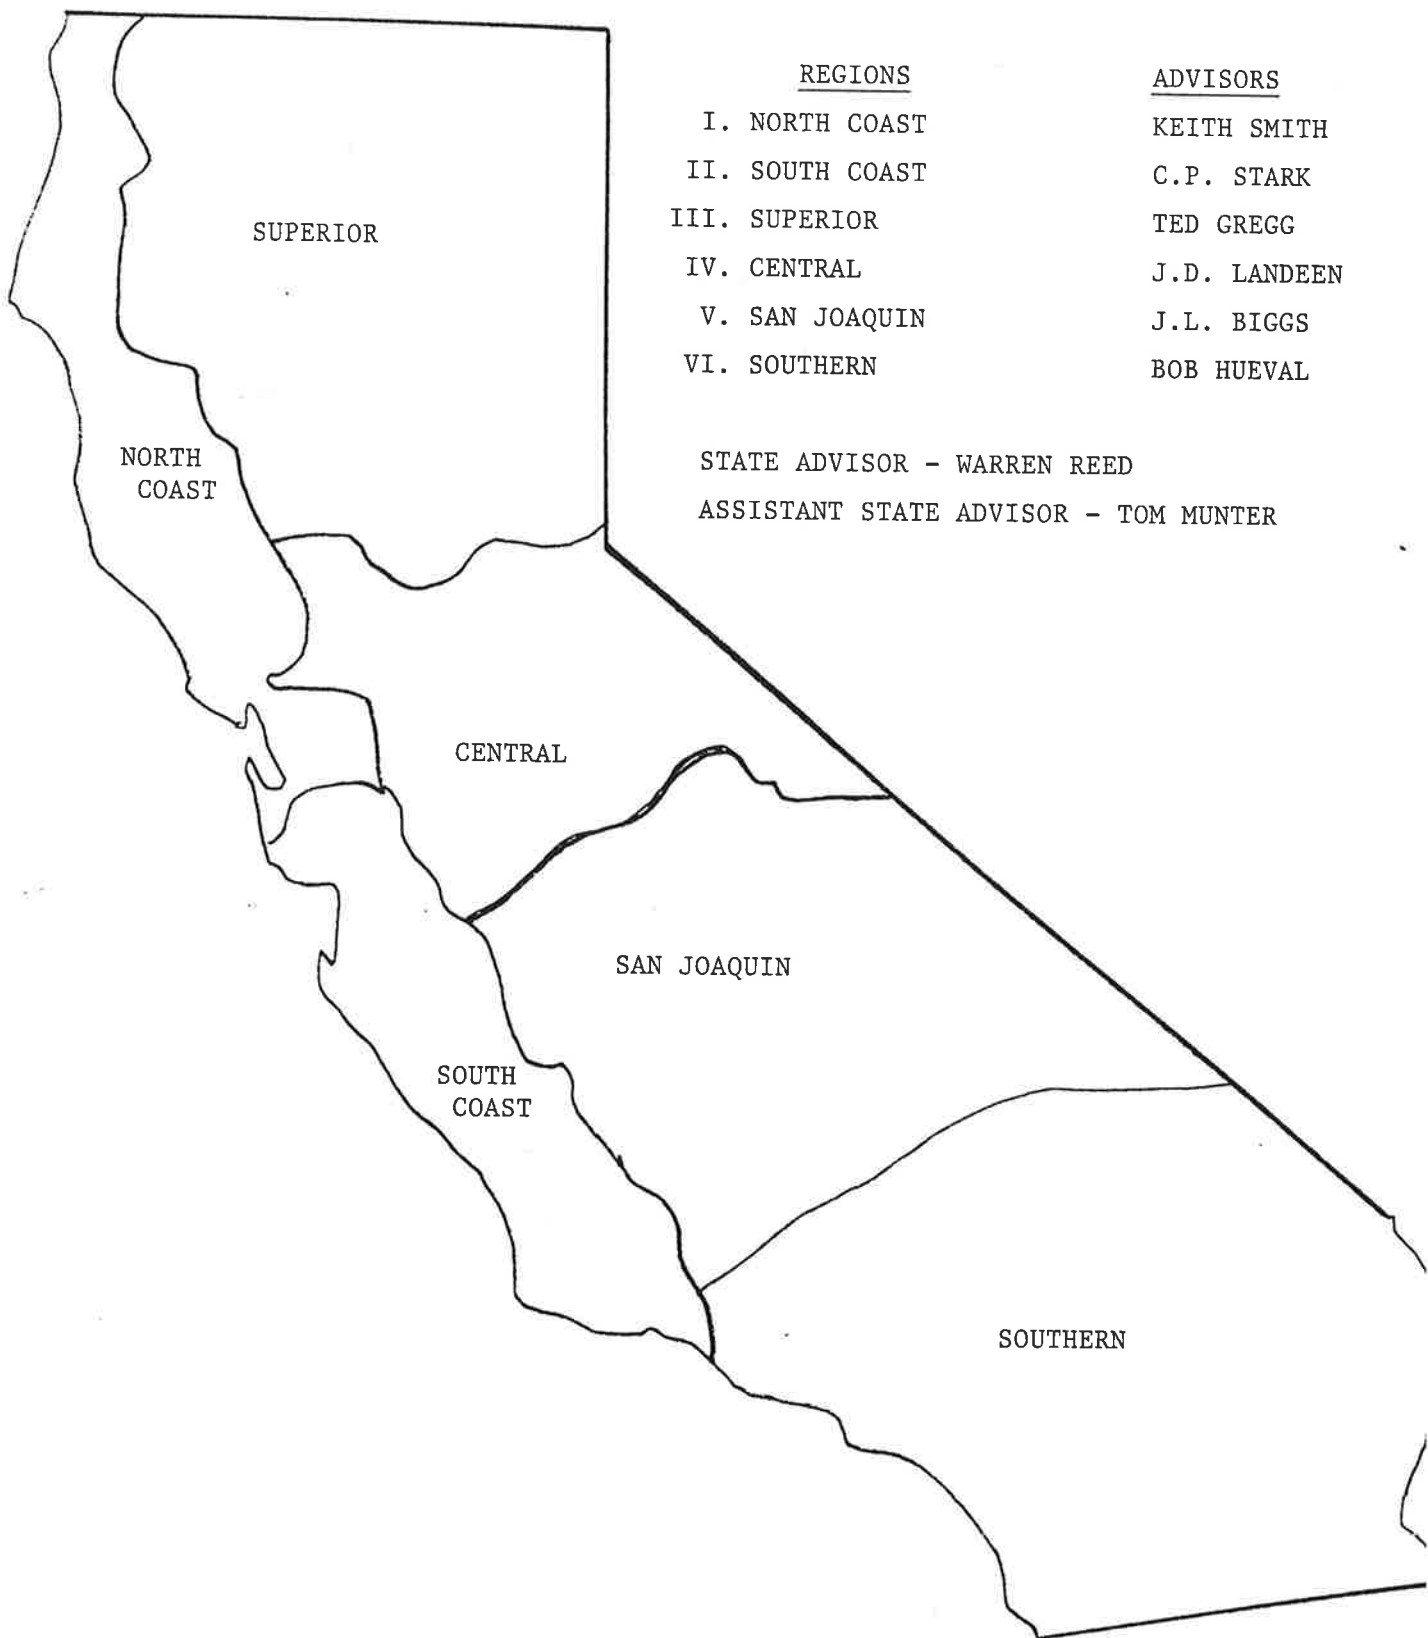 REGIONS ADVISORS
I. NORTH COAST KEITH SMITH
II. SOUTH COAST C.P. STARK
III. SUPERIOR TED GREGG
IV. CENTRAL J.D. LANDEEN
V. SAN JOAQUIN J.L. BIGGS
VI. SOUTHERN BOB HUEVAL
STATE ADVISOR - WARREN REED
ASSISTANT STATE ADVISOR - TOM MUNTER
SUPERIOR
NORTH
COAST
CENTRAL
SAN JOAQUIN
SOUTH
COAST
SOUTHERN